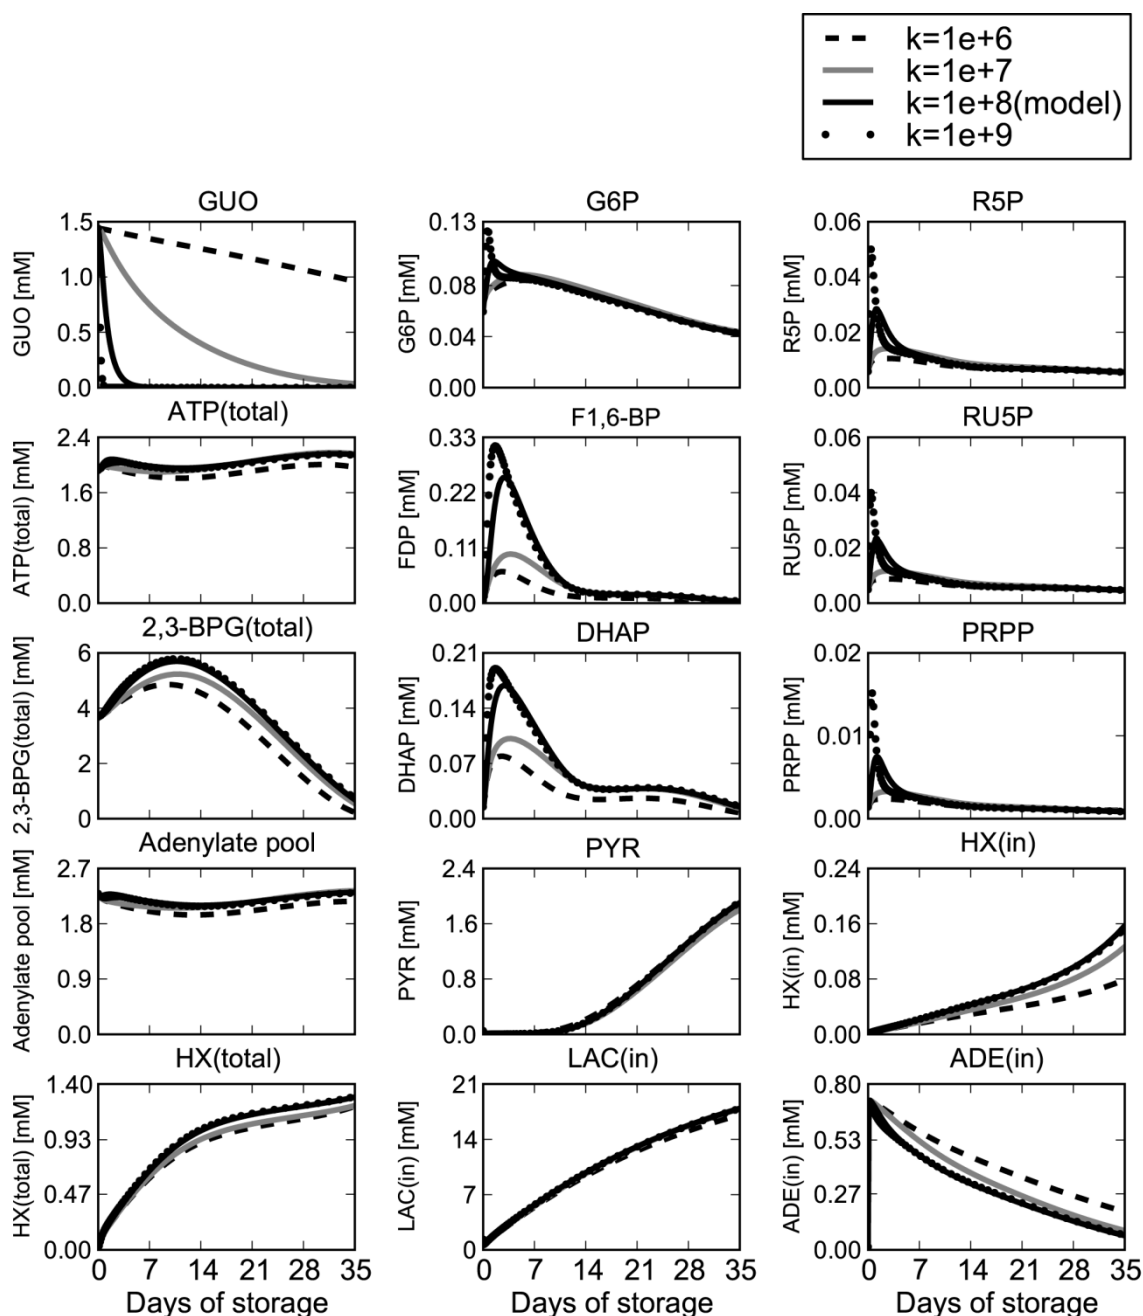 k=1e+6
k=1e+7
k=1e+8(model)
k=1e+9
GUO
G6P
R5P
1.5
1.0
0.5
0.0
GUO [mM]
0.13
0.08
0.04
0.00
G6P [mM]
0.06
0.04
0.02
0.00
R5P [mM]
ATP(total)
F1,6-BP
RU5P
2.4
1.6
0.8
0.0
ATP(total) [mM]
0.33
0.22
0.11
0.00
FDP [mM]
0.06
0.04
0.02
0.00
RU5P [mM]
2,3-BPG(total)
DHAP
PRPP
6
4
2
0
2,3-BPG(total) [mM]
0.21
0.14
0.07
0.00
DHAP [mM]
0.02
0.01
0.00
PRPP [mM]
Adenylate pool
PYR
HX(in)
2.7
1.8
0.9
0.0
Adenylate pool [mM]
2.4
1.6
0.8
0.0
PYR [mM]
0.24
0.16
0.08
0.00
HX(in) [mM]
HX(total)
LAC(in)
ADE(in)
1.40
0.93
0.47
0.00
HX(total) [mM]
21
14
7
0
LAC(in) [mM]
0.80
0.53
0.27
0.00
ADE(in) [mM]
0 7 14 21 28 35
0 7 14 21 28 35
0 7 14 21 28 35
Days of storage
Days of storage
Days of storage